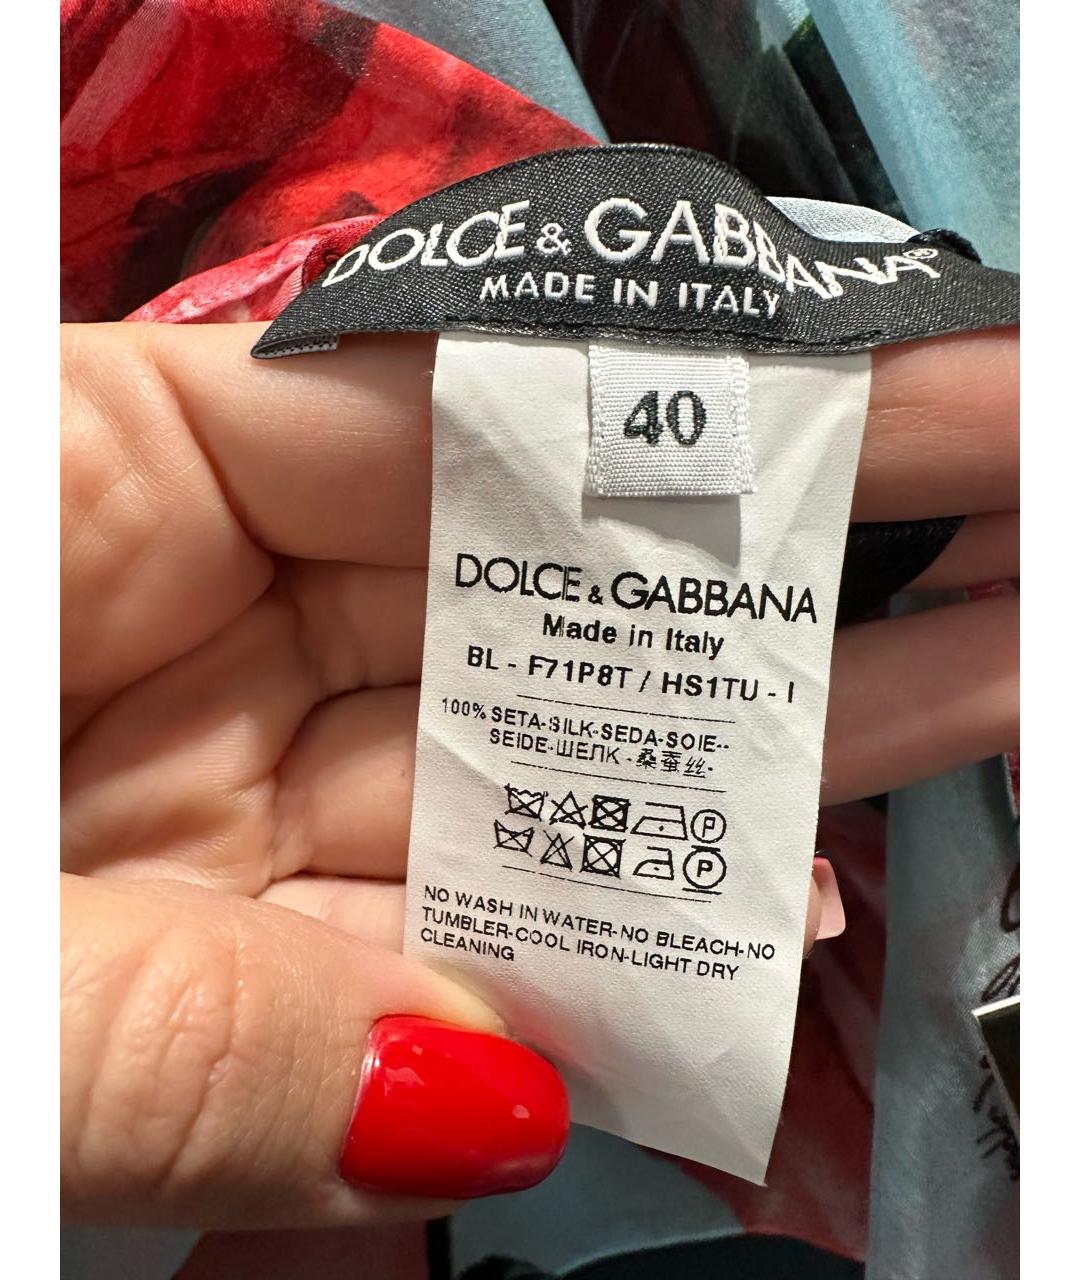 DOLCE & GABBANA®
MADE IN ITALY
40
DOLCE & GABBANA
Made in Italy
BL - F71P8T / HS1TU - I
100% SETA-SILK-SEDA-SOIE-
SEIDE-ШЕЛК - 桑蚕丝-
P
P
NO WASH IN WATER-NO BLEACH-NO
TUMBLER-COOL IRON-LIGHT DRY
CLEANING